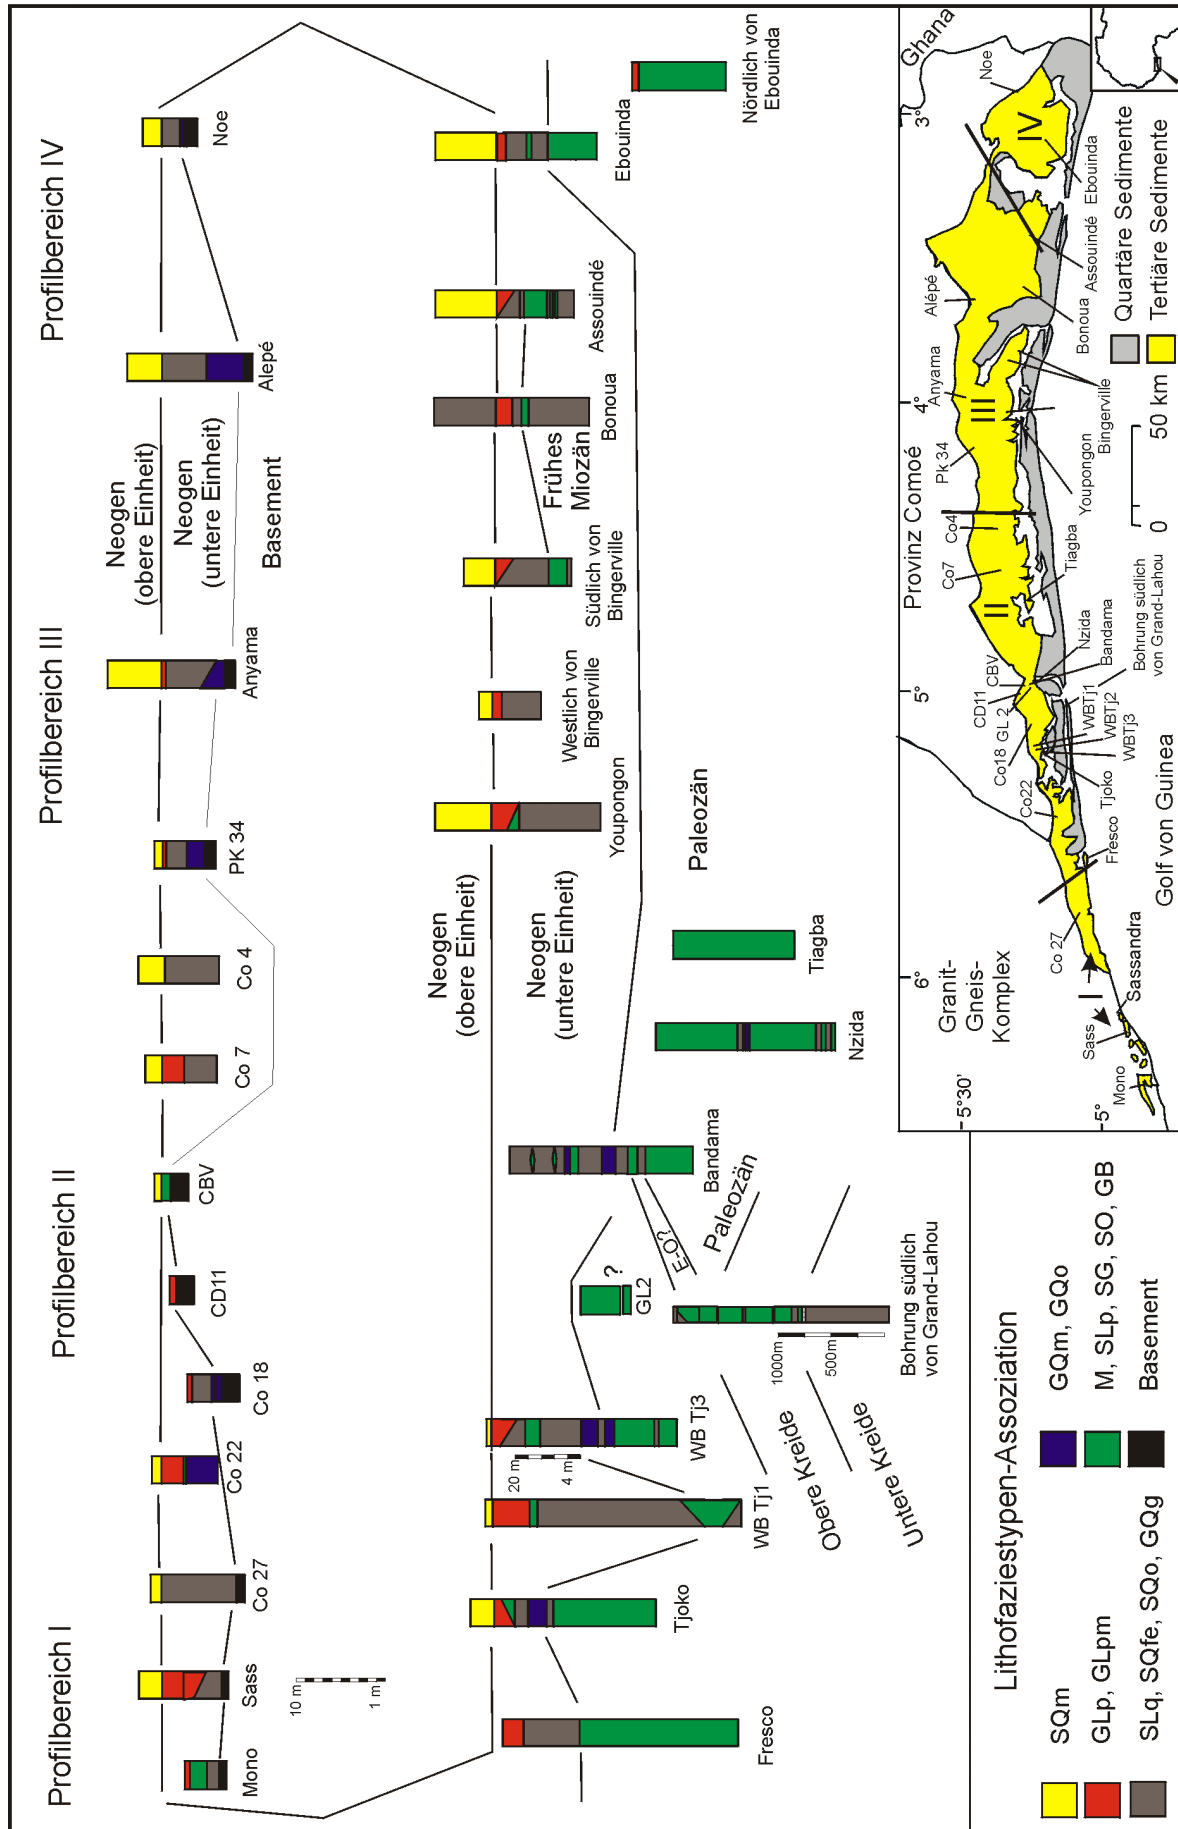 Profilbereich I
Profilbereich II
Profilbereich III
Profilbereich IV
Mono
Sass
Co 27
Co 22
Co 18
CD11
CBV
Co 7
Co 4
PK 34
Anyama
Alepé
Noe
Neogen
(obere Einheit)
Neogen
(untere Einheit)
Basement
10 m
1 m
Fresco
Tjoko
WB Tj1
WB Tj3
20 m
4 m
GL2
?
Bandama
Nzida
Tiagba
Youpongon
Westlich von
Bingerville
Südlich von
Bingerville
Bonoua
Assouindé
Ebouinda
Nördlich von
Ebouinda
Neogen
(obere Einheit)
Neogen
(untere Einheit)
Frühes
Miozän
Paleozän
E-O?
Paleozän
Obere Kreide
Untere Kreide
1000m
500m
Bohrung südlich
von Grand-Lahou
Lithofaziestypen-Assoziation
SQm
GLp, GLpm
SLq, SQfe, SQo, GQg
GQm, GQo
M, SLp, SG, SO, GB
Basement
Provinz Comoé
Ghana
Granit-
Gneis-
Komplex
Golf von Guinea
6°
5°
4°
3°
5°30'
5°
I
II
III
IV
Mono
Sass
Sassandra
Co 27
Fresco
Co22
Tjoko
WBTj3
WBTj2
WBTj1
Co18
GL 2
CD11
CBV
Bohrung südlich
von Grand-Lahou
Bandama
Nzida
Co7
Tiagba
Co4
Pk 34
Youpongon
Bingerville
Anyama
Alépé
Bonoua
Assouindé
Ebouinda
Noe
0
50 km
Quartäre Sedimente
Tertiäre Sedimente